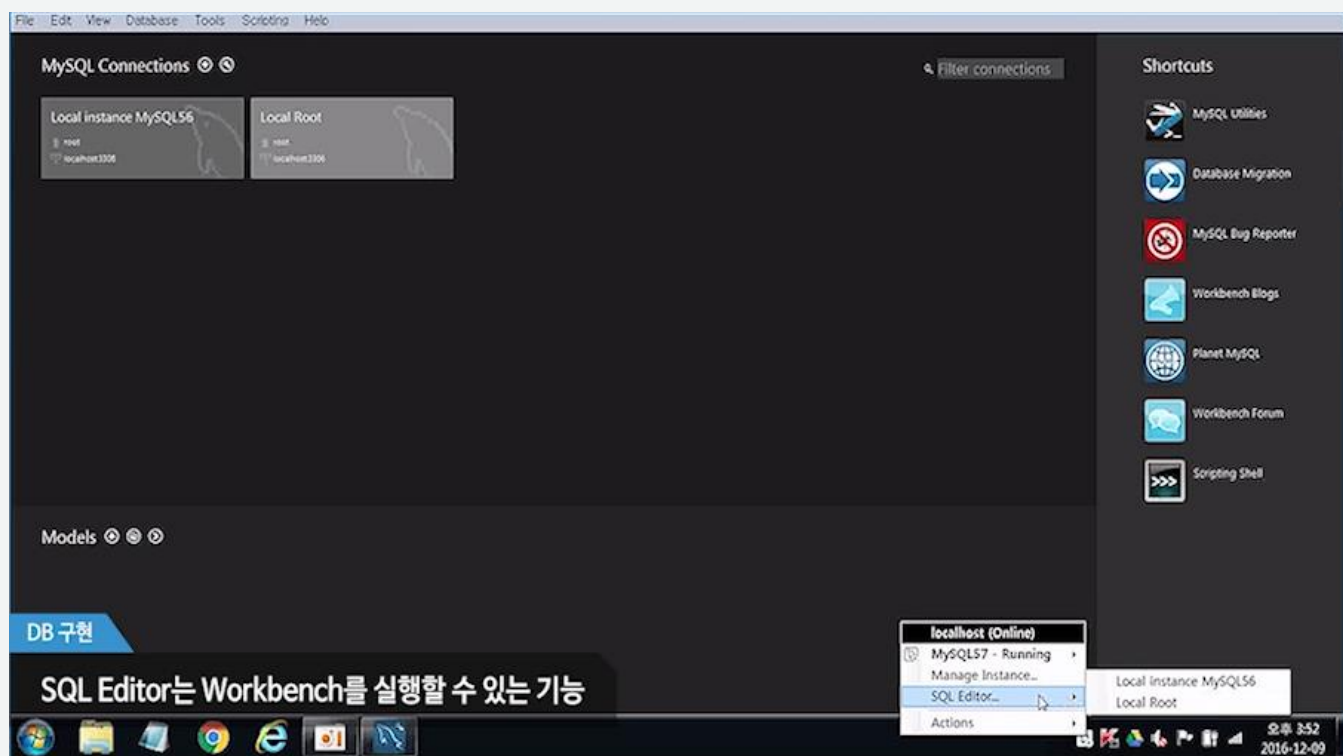 File Edit View Database Tools Scripting Help
MySQL Connections
Filter connections
Local instance MySQL56
root
localhost:3306
Local Root
root
localhost:3306
Shortcuts
MySQL Utilities
Database Migration
MySQL Bug Reporter
Workbench Blogs
Planet MySQL
Workbench Forum
Scripting Shell
Models
DB 구현
SQL Editor는 Workbench를 실행할 수 있는 기능
localhost (Online)
MySQL57 - Running
Manage Instance...
SQL Editor...
Actions
Local instance MySQL56
Local Root
오후 3:52
2016-12-03